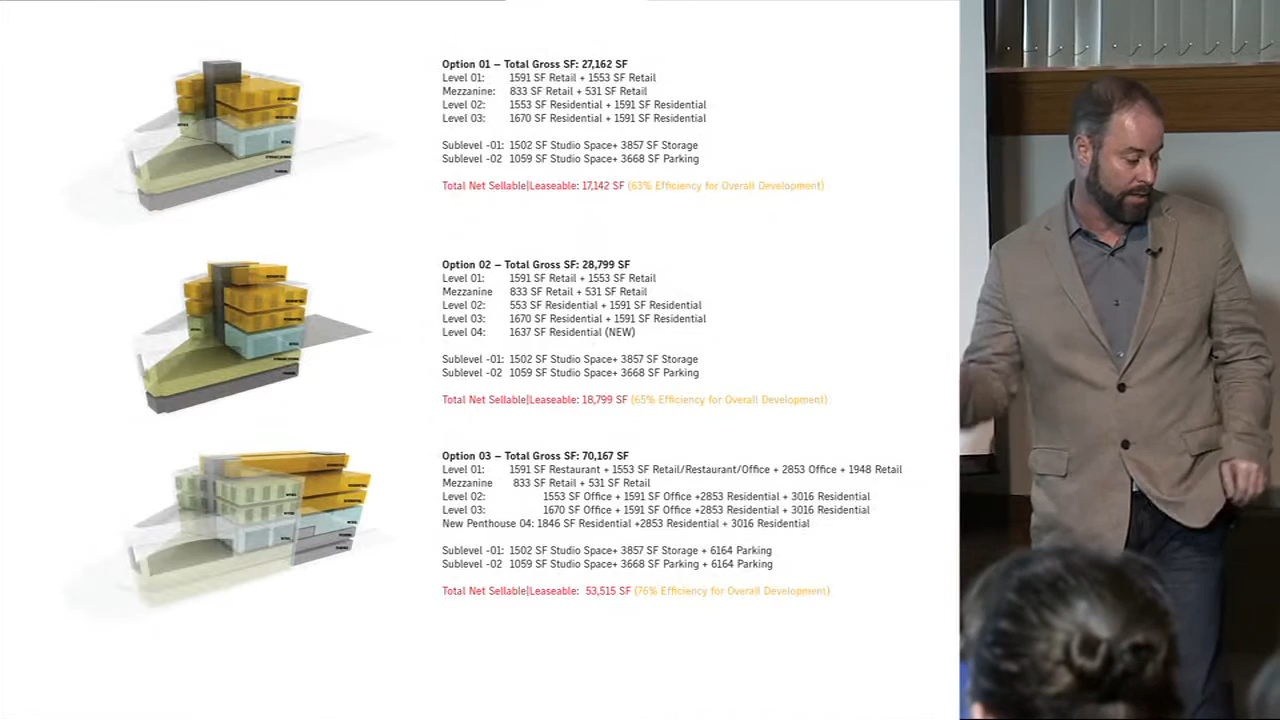 Option 01 – Total Gross SF: 27,162 SF
Level 01: 1591 SF Retail + 1553 SF Retail
Mezzanine: 833 SF Retail + 531 SF Retail
Level 02: 1553 SF Residential + 1591 SF Residential
Level 03: 1670 SF Residential + 1591 SF Residential
Sublevel -01: 1502 SF Studio Space+ 3857 SF Storage
Sublevel -02 1059 SF Studio Space+ 3668 SF Parking
Total Net Sellable|Leaseable: 17,142 SF (63% Efficiency for Overall Development)
Option 02 – Total Gross SF: 28,799 SF
Level 01: 1591 SF Retail + 1553 SF Retail
Mezzanine 833 SF Retail + 531 SF Retail
Level 02: 553 SF Residential + 1591 SF Residential
Level 03: 1670 SF Residential + 1591 SF Residential
Level 04: 1637 SF Residential (NEW)
Sublevel -01: 1502 SF Studio Space+ 3857 SF Storage
Sublevel -02 1059 SF Studio Space+ 3668 SF Parking
Total Net Sellable|Leaseable: 18,799 SF (65% Efficiency for Overall Development)
Option 03 – Total Gross SF: 70,167 SF
Level 01: 1591 SF Restaurant + 1553 SF Retail/Restaurant/Office + 2853 Office + 1948 Retail
Mezzanine 833 SF Retail + 531 SF Retail
Level 02: 1553 SF Office + 1591 SF Office +2853 Residential + 3016 Residential
Level 03: 1670 SF Office + 1591 SF Office +2853 Residential + 3016 Residential
New Penthouse 04: 1846 SF Residential +2853 Residential + 3016 Residential
Sublevel -01: 1502 SF Studio Space+ 3857 SF Storage + 6164 Parking
Sublevel -02 1059 SF Studio Space+ 3668 SF Parking + 6164 Parking
Total Net Sellable|Leaseable: 53,515 SF (76% Efficiency for Overall Development)